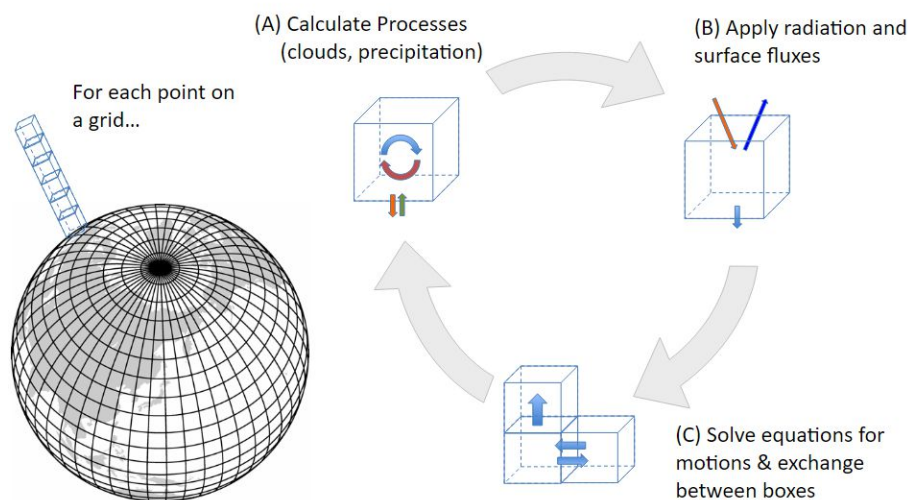 (A) Calculate Processes
(clouds, precipitation)
(B) Apply radiation and
surface fluxes
For each point on
a grid...
(C) Solve equations for
motions & exchange
between boxes